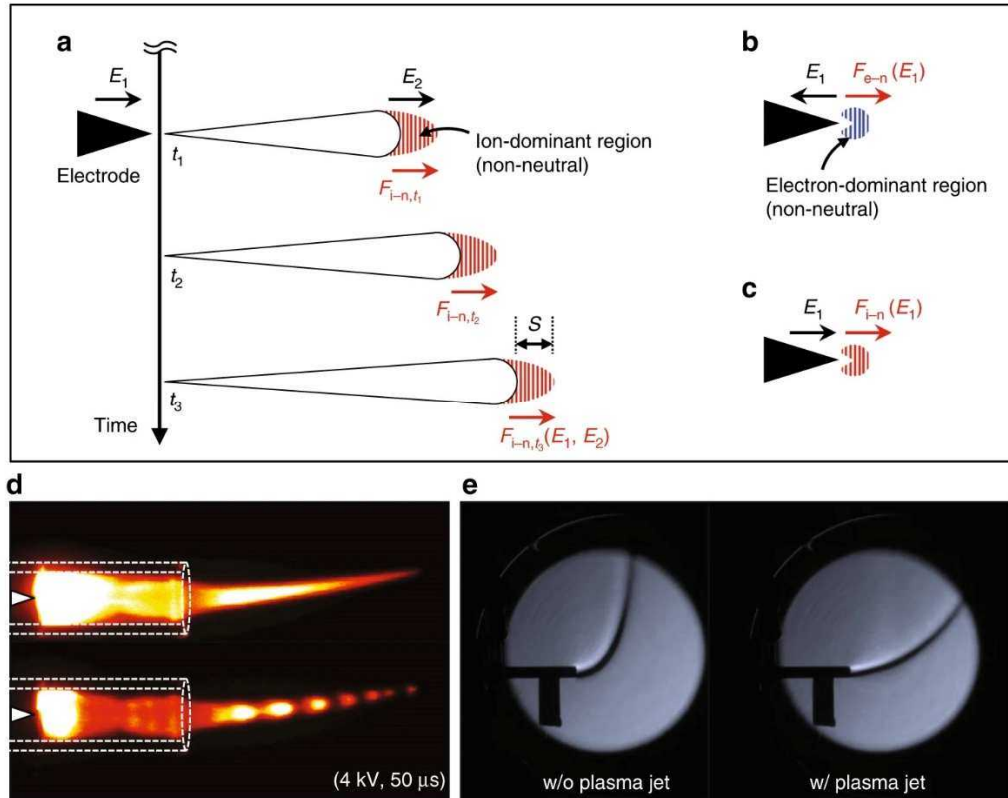 a
E₁
E₂
t₁
Electrode
Ion-dominant region
(non-neutral)
Fᵢ₋ₙ,ₜ₁
t₂
Fᵢ₋ₙ,ₜ₂
S
t₃
Time
Fᵢ₋ₙ,ₜ₃(E₁, E₂)
b
E₁
Fₑ₋ₙ(E₁)
Electron-dominant region
(non-neutral)
c
E₁
Fᵢ₋ₙ(E₁)
d
(4 kV, 50 µs)
e
w/o plasma jet
w/ plasma jet